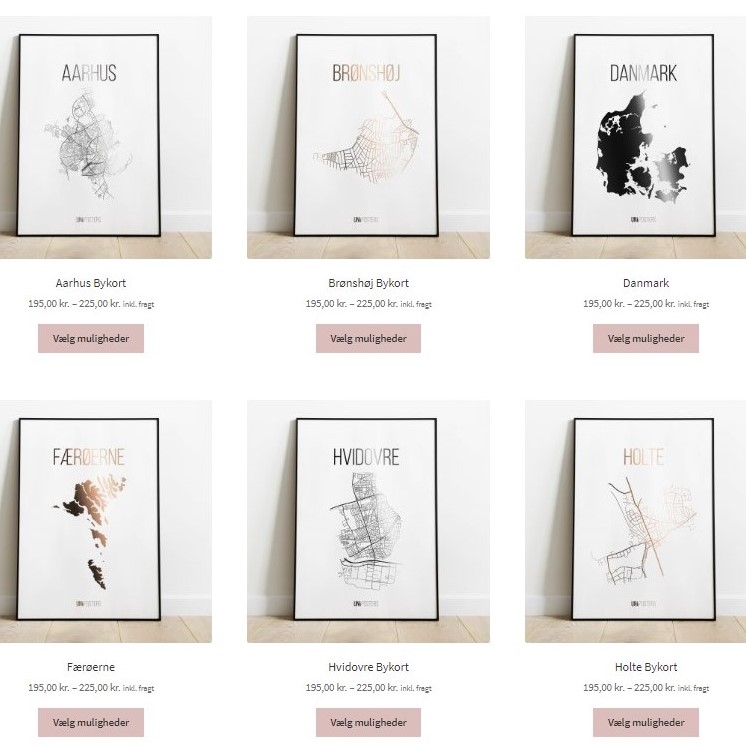 AARHUS
BRØNSHØJ
DANMARK
Aarhus Bykort
Brønshøj Bykort
Danmark
195,00 kr. – 225,00 kr. inkl. fragt
195,00 kr. – 225,00 kr. inkl. fragt
195,00 kr. – 225,00 kr. inkl. fragt
Vælg muligheder
Vælg muligheder
Vælg muligheder
FÆRØERNE
HVIDOVRE
HOLTE
Færøerne
Hvidovre Bykort
Holte Bykort
195,00 kr. – 225,00 kr. inkl. fragt
195,00 kr. – 225,00 kr. inkl. fragt
195,00 kr. – 225,00 kr. inkl. fragt
Vælg muligheder
Vælg muligheder
Vælg muligheder